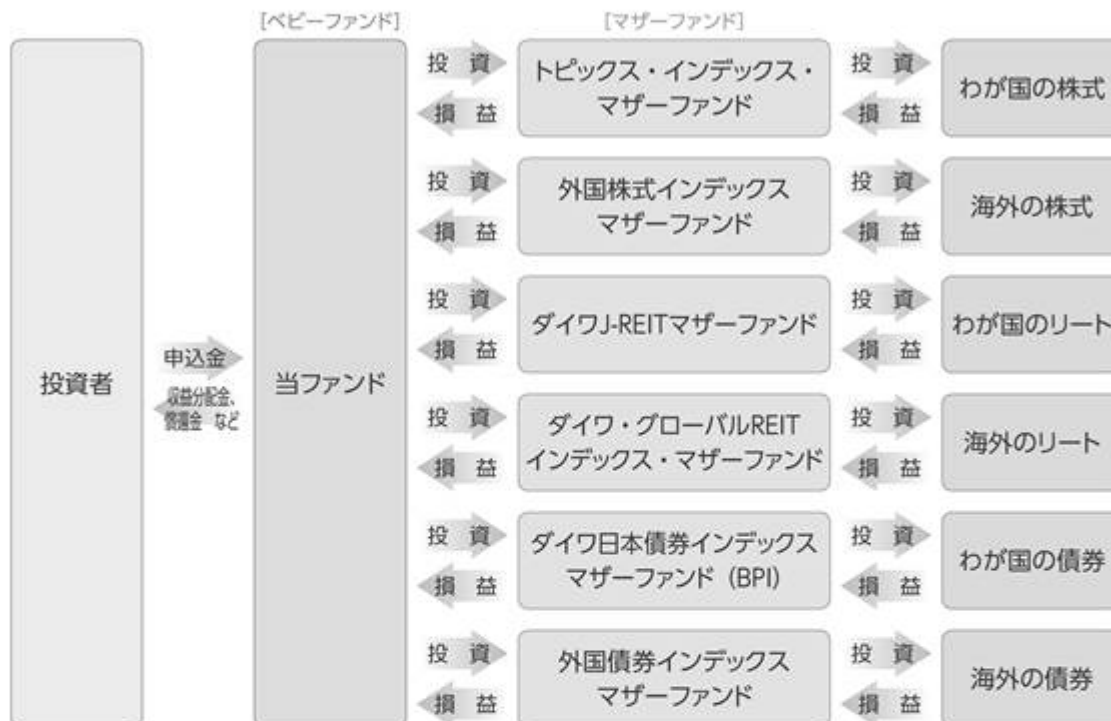 [ベビーファンド]
[マザーファンド]
投資者
申込金
収益分配金、
償還金 など
当ファンド
投 資
損 益
トピックス・インデックス・
マザーファンド
投 資
損 益
わが国の株式
投 資
損 益
外国株式インデックス
マザーファンド
投 資
損 益
海外の株式
投 資
損 益
ダイワJ-REITマザーファンド
投 資
損 益
わが国のリート
投 資
損 益
ダイワ・グローバルREIT
インデックス・マザーファンド
投 資
損 益
海外のリート
投 資
損 益
ダイワ日本債券インデックス
マザーファンド（BPI）
投 資
損 益
わが国の債券
投 資
損 益
外国債券インデックス
マザーファンド
投 資
損 益
海外の債券